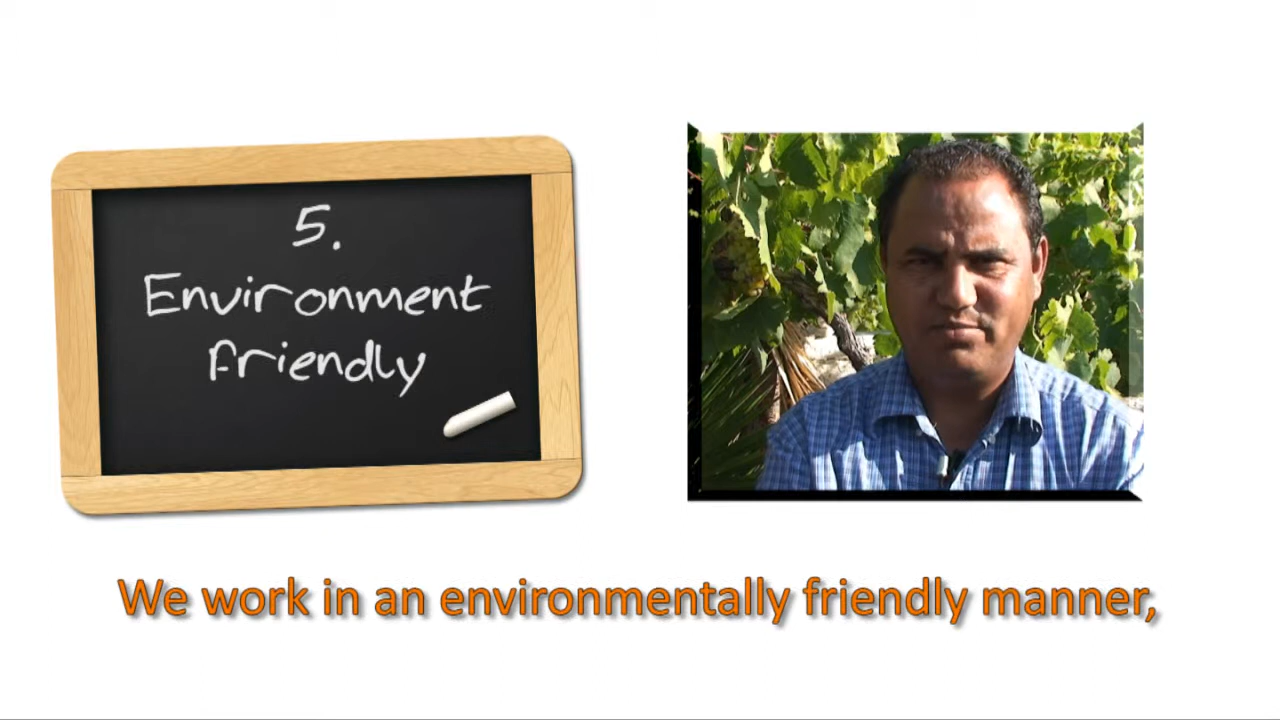 5.
Environment
friendly
We work in an environmentally friendly manner,